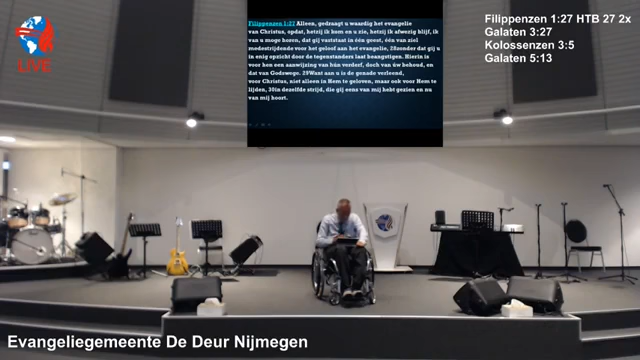 Filippenzen 1:27 Alleen, gedraagt u waardig het evangelie
van Christus, opdat, hetzij ik kom en u zie, hetzij ik afwezig blijf, ik
van u moge horen, dat gij vaststaat in één geest, één van ziel
medestrijdende voor het geloof aan het evangelie, 28zonder dat gij u
in enig opzicht door de tegenstanders laat beangstigen. Hierin is
voor hen een aanwijzing van hún verderf, doch van úw behoud, en
dat van Godswege. 29Want aan u is de genade verleend,
voor Christus, niet alleen in Hem te geloven, maar ook voor Hem te
lijden, 30in dezelfde strijd, die gij eens van mij hebt gezien en nu
van mij hoort.
Filippenzen 1:27 HTB 27 2x
Galaten 3:27
Kolossenzen 3:5
Galaten 5:13
LIVE
Evangeliegemeente De Deur Nijmegen